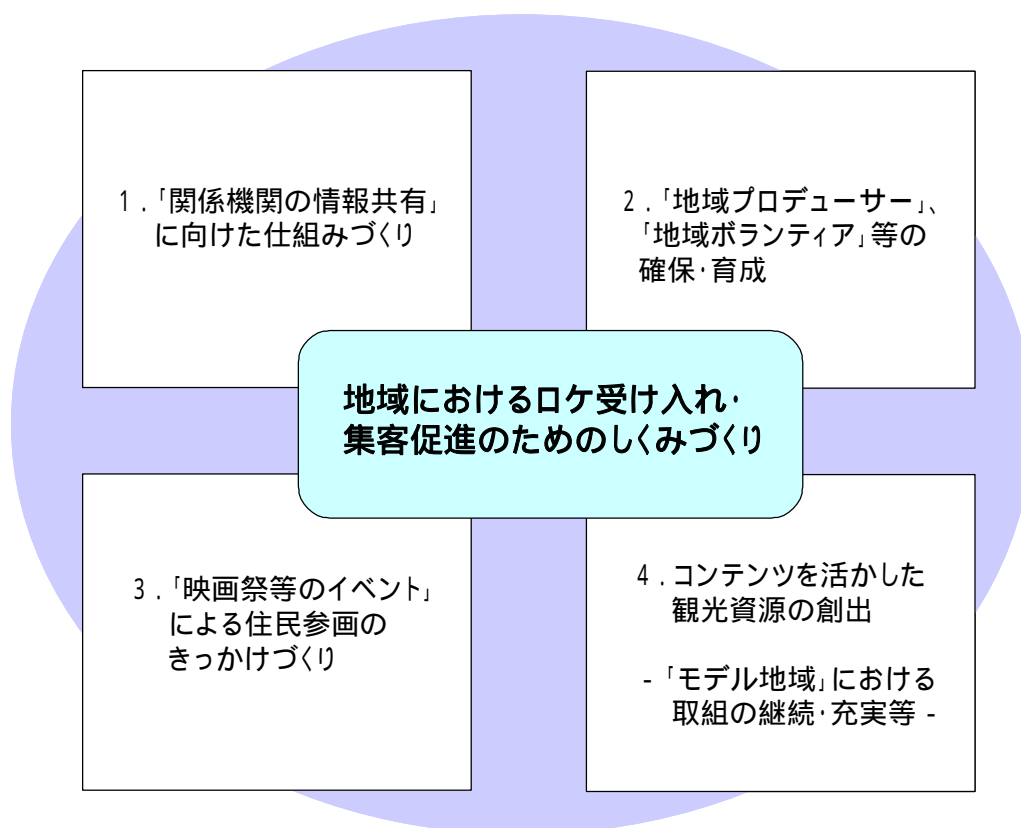 1．「関係機関の情報共有」
に向けた仕組みづくり
2．「地域プロデューサー」、
「地域ボランティア」等の
確保・育成
地域におけるロケ受け入れ・
集客促進のためのしくみづくり
3．「映画祭等のイベント」
による住民参画の
きっかけづくり
4．コンテンツを活かした
観光資源の創出
-「モデル地域」における
取組の継続・充実等 -